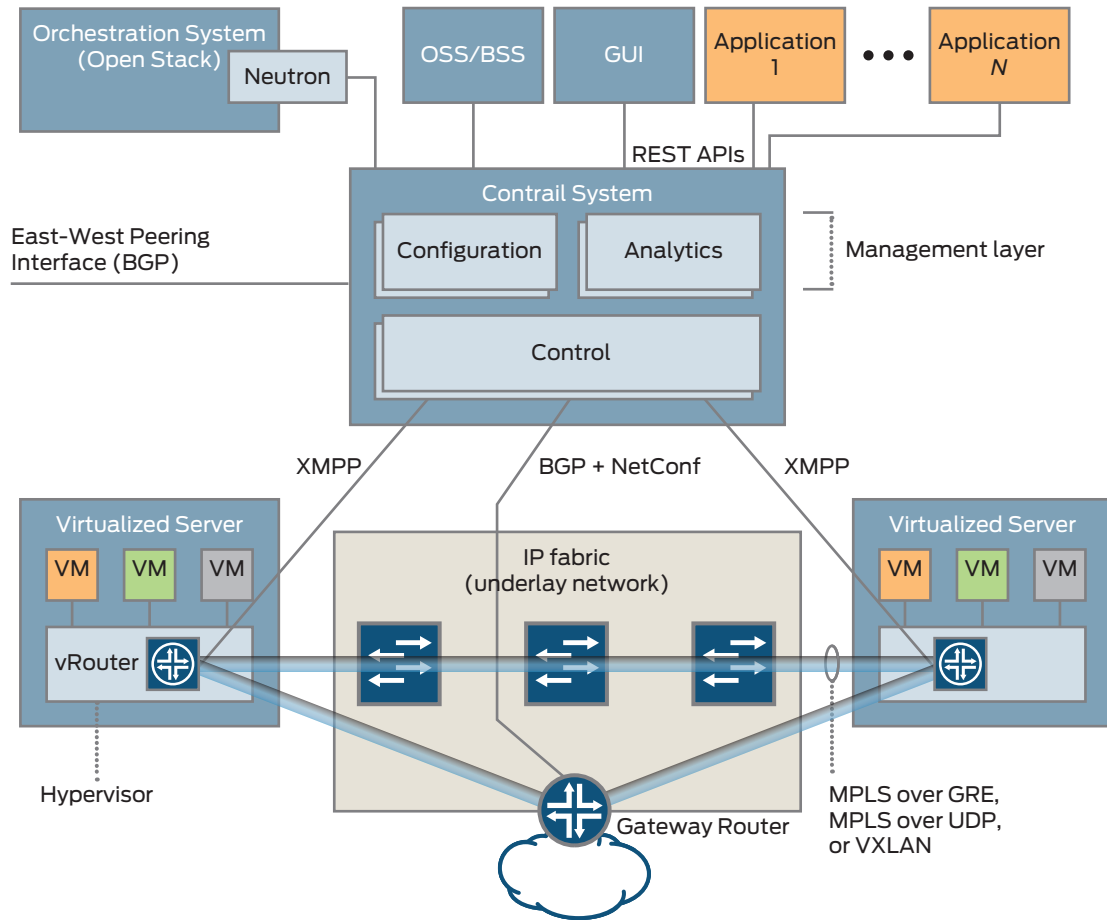 Orchestration System
(Open Stack)
Neutron
OSS/BSS
GUI
Application
1
Application
N
REST APIs
Contrail System
East-West Peering
Interface (BGP)
Configuration
Analytics
Management layer
Control
XMPP
BGP + NetConf
XMPP
Virtualized Server
VM
VM
VM
vRouter
Hypervisor
IP fabric
(underlay network)
Virtualized Server
VM
VM
VM
Gateway Router
MPLS over GRE,
MPLS over UDP,
or VXLAN